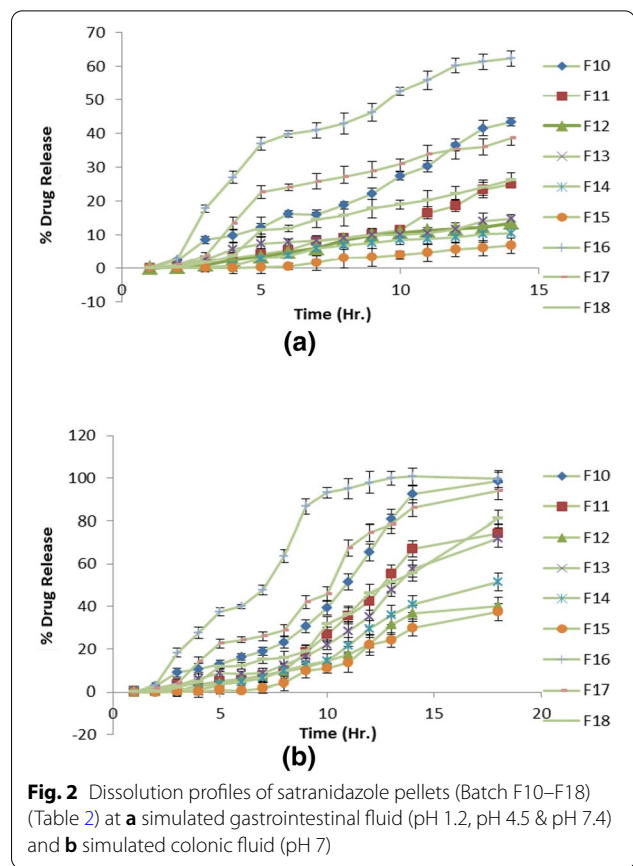 % Drug Release
70
60
50
40
30
20
10
0
-10
0
5
10
15
Time (Hr.)
F10
F11
F12
F13
F14
F15
F16
F17
F18
(a)
% Drug Release
120
100
80
60
40
20
0
-20
0
5
10
15
20
Time (Hr.)
F10
F11
F12
F13
F14
F15
F16
F17
F18
(b)
Fig. 2 Dissolution profiles of satranidazole pellets (Batch F10–F18)
(Table 2) at a simulated gastrointestinal fluid (pH 1.2, pH 4.5 & pH 7.4)
and b simulated colonic fluid (pH 7)